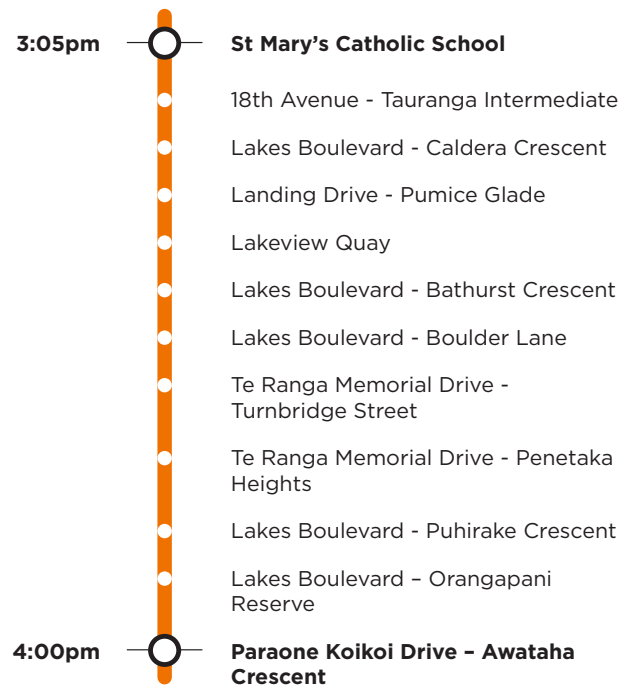 3:05pm St Mary’s Catholic School
18th Avenue - Tauranga Intermediate
Lakes Boulevard - Caldera Crescent
Landing Drive - Pumice Glade
Lakeview Quay
Lakes Boulevard - Bathurst Crescent
Lakes Boulevard - Boulder Lane
Te Ranga Memorial Drive -
Turnbridge Street
Te Ranga Memorial Drive - Penetaka
Heights
Lakes Boulevard - Puhirake Crescent
Lakes Boulevard – Orangapani
Reserve
4:00pm Paraone Koikoi Drive – Awataha
Crescent